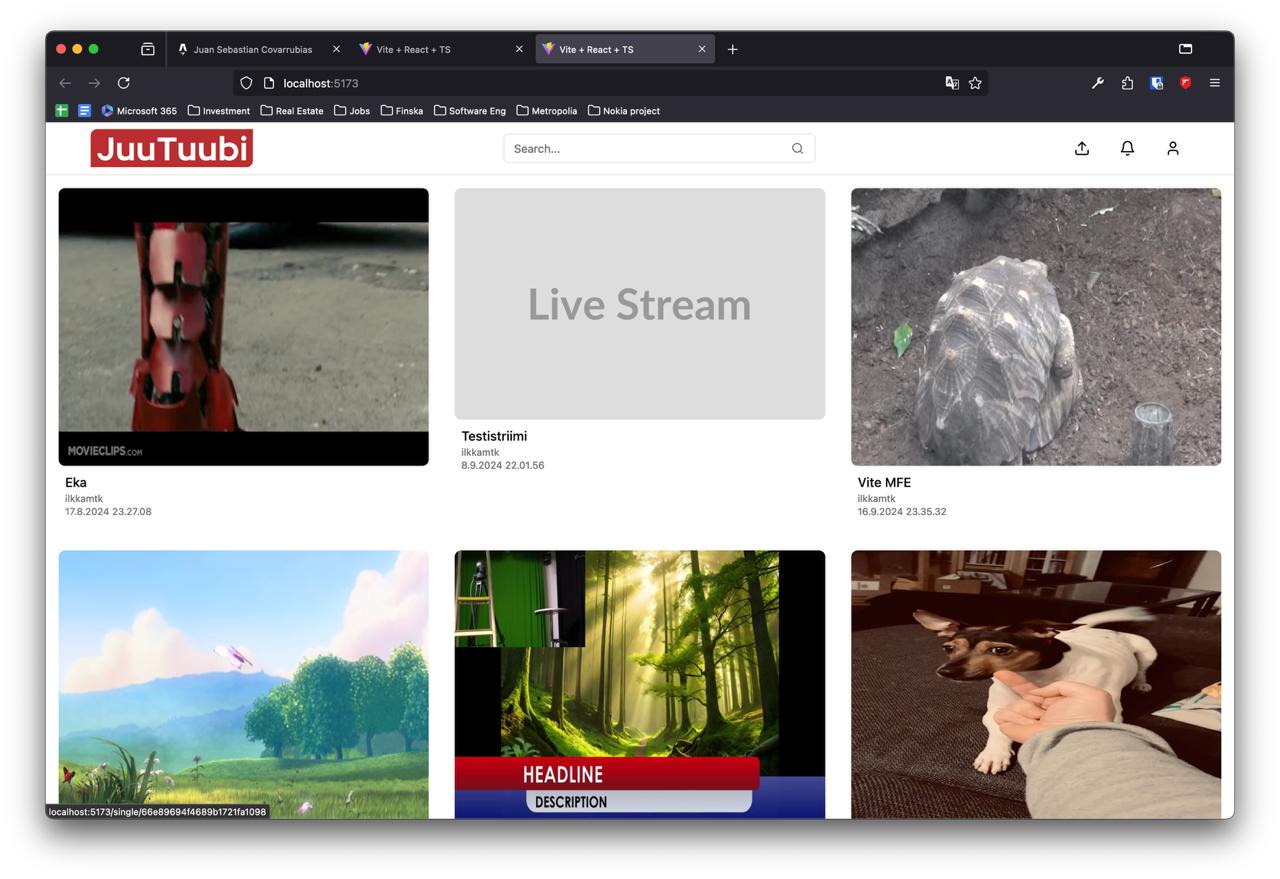 Juan Sebastian Covarrubias
Vite + React + TS
Vite + React + TS
localhost:5173
Microsoft 365
Investment
Real Estate
Jobs
Finska
Software Eng
Metropolia
Nokia project
JuuTuubi
Search...
MOVIECLIPS.COM
Live Stream
Eka
ilkkamtk
17.8.2024 23.27.08
Testistriimi
ilkkamtk
8.9.2024 22.01.56
Vite MFE
ilkkamtk
16.9.2024 23.35.32
HEADLINE
DESCRIPTION
localhost:5173/single/66e89694f4689b1721fa1098